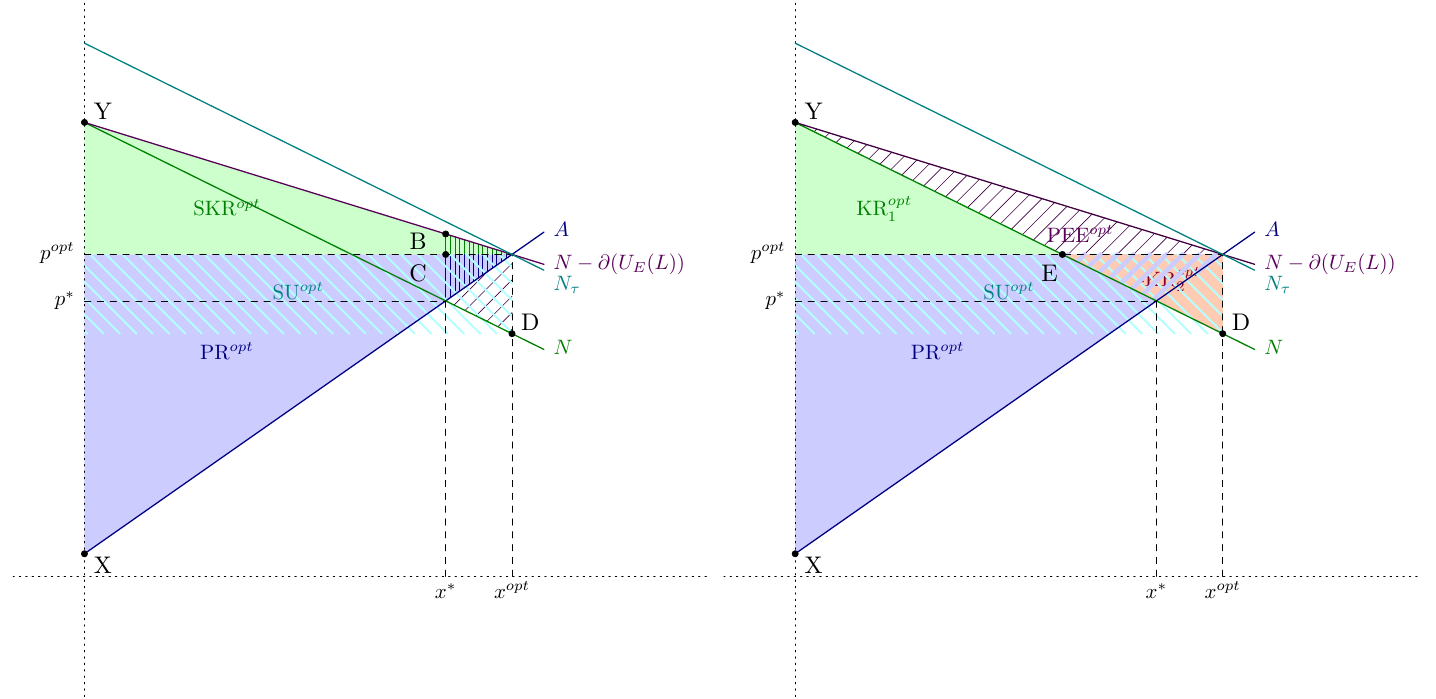 Y
SKR^{opt}
p^{opt}
B
C
A
N − ∂(U_E(L))
N_τ
SU^{opt}
p*
D
N
PR^{opt}
X
x*
x^{opt}
Y
KR_1^{opt}
PEE^{opt}
p^{opt}
E
A
N − ∂(U_E(L))
N_τ
SU^{opt}
p*
D
N
PR^{opt}
X
x*
x^{opt}